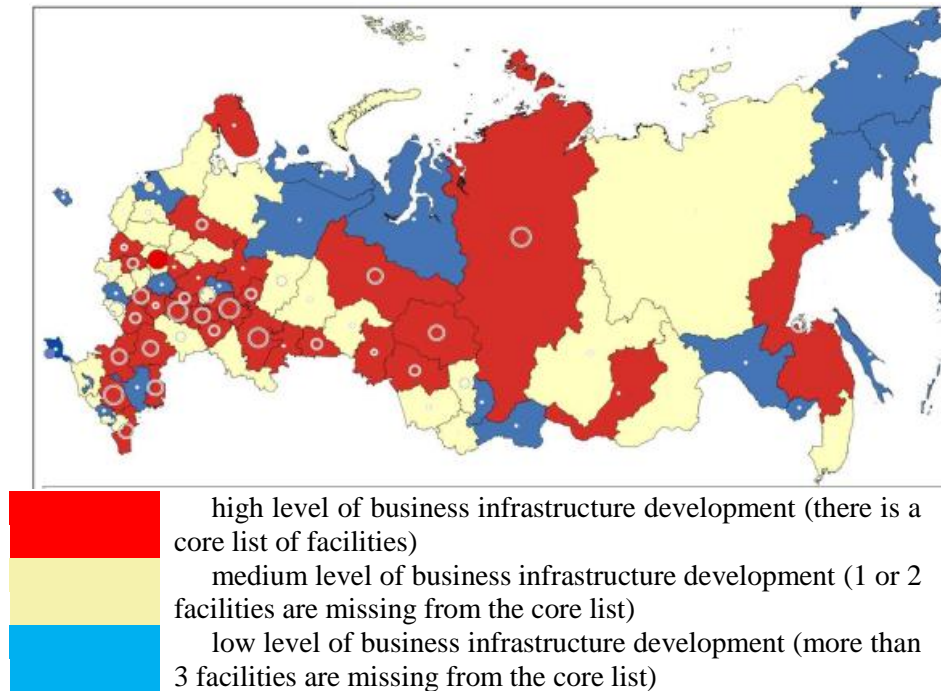 high level of business infrastructure development (there is a
core list of facilities)
medium level of business infrastructure development (1 or 2
facilities are missing from the core list)
low level of business infrastructure development (more than
3 facilities are missing from the core list)